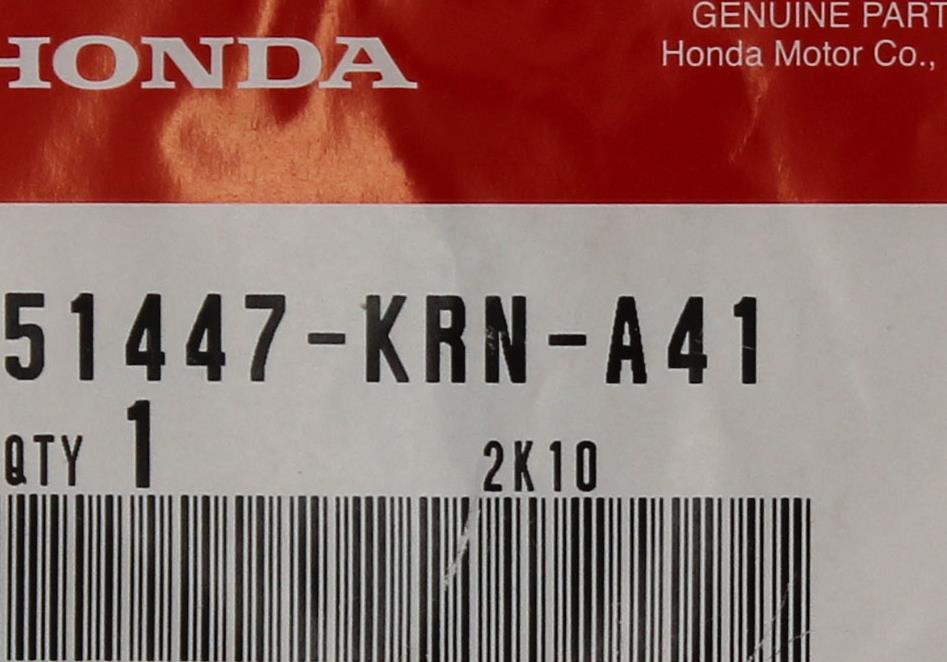 HONDA
GENUINE PART
Honda Motor Co.,
51447-KRN-A41
QTY 1
2K10